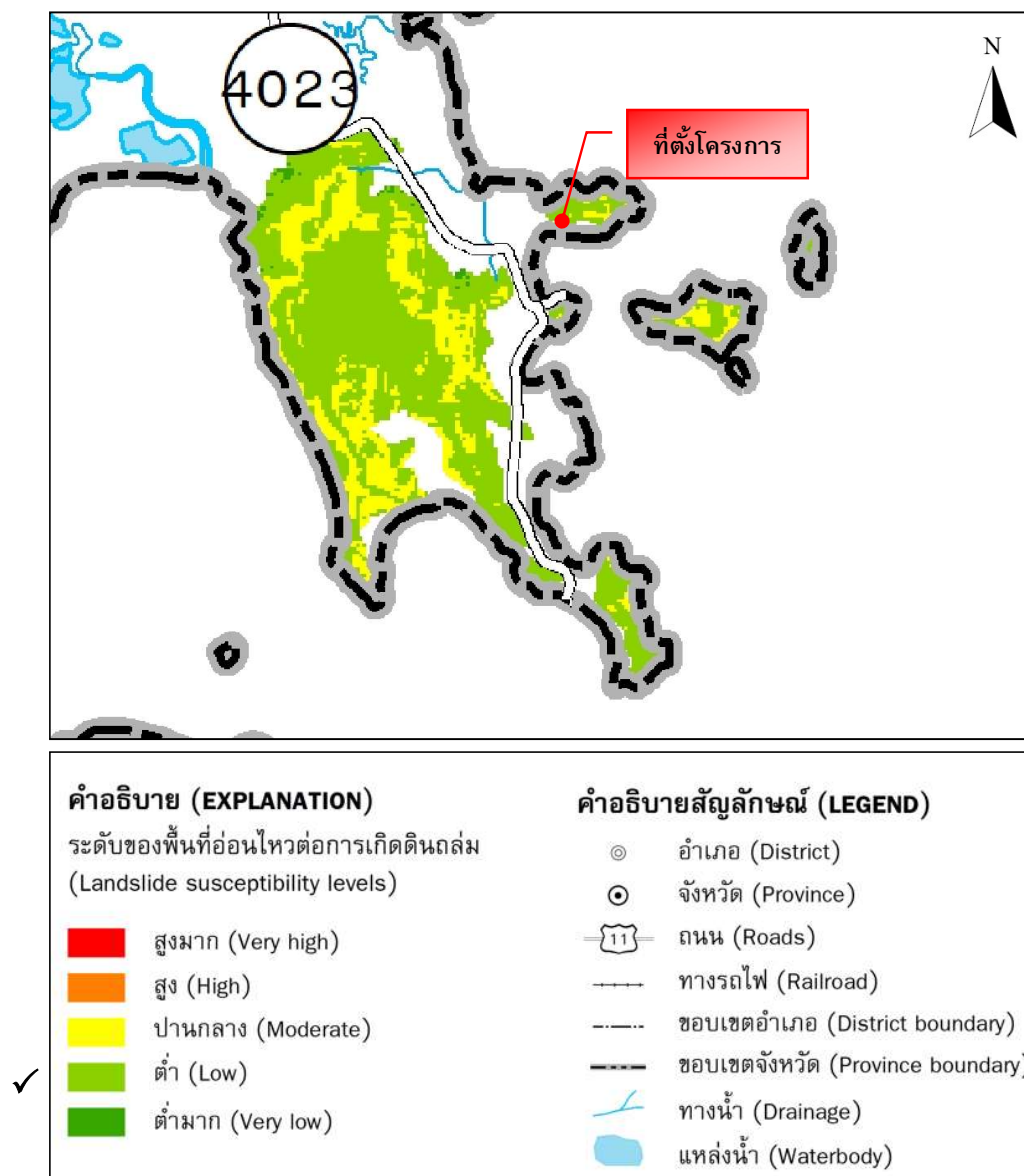 N
4023
ที่ตั้งโครงการ
คำอธิบาย (EXPLANATION)
ระดับของพื้นที่อ่อนไหวต่อการเกิดดินถล่ม
(Landslide susceptibility levels)
สูงมาก (Very high)
สูง (High)
ปานกลาง (Moderate)
✓ ต่ำ (Low)
ต่ำมาก (Very low)
คำอธิบายสัญลักษณ์ (LEGEND)
อำเภอ (District)
จังหวัด (Province)
11 ถนน (Roads)
ทางรถไฟ (Railroad)
ขอบเขตอำเภอ (District boundary)
ขอบเขตจังหวัด (Province boundary)
ทางน้ำ (Drainage)
แหล่งน้ำ (Waterbody)